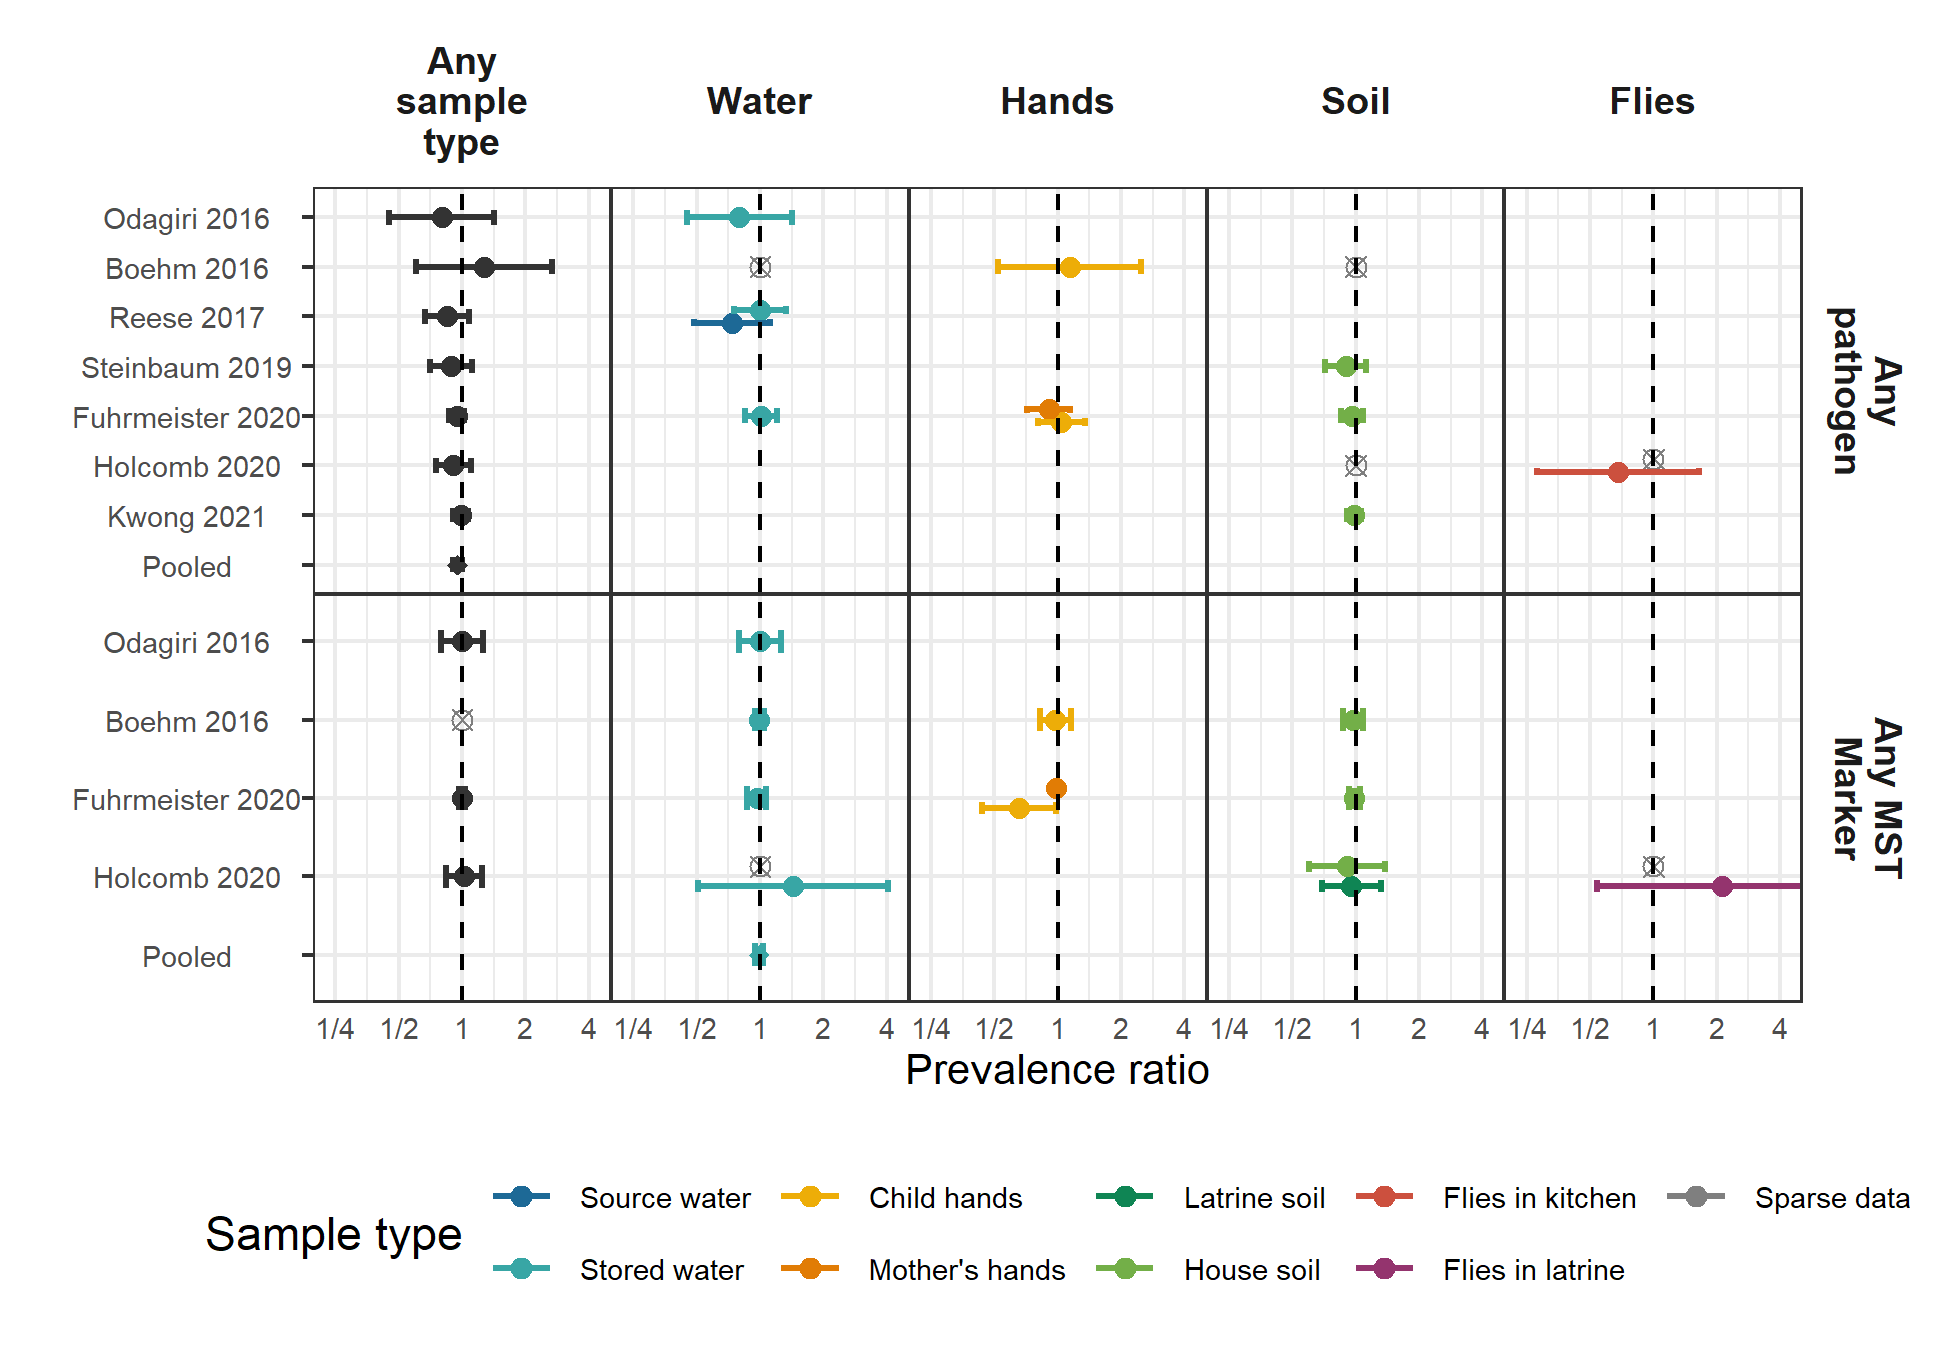 Any
sample
type
Water
Hands
Soil
Flies
Odagiri 2016
Boehm 2016
Reese 2017
Steinbaum 2019
Fuhrmeister 2020
Holcomb 2020
Kwong 2021
Pooled
Any
pathogen
Odagiri 2016
Boehm 2016
Fuhrmeister 2020
Holcomb 2020
Pooled
Any MST
Marker
1/4 1/2 1 2 4 1/4 1/2 1 2 4 1/4 1/2 1 2 4 1/4 1/2 1 2 4 1/4 1/2 1 2 4
Prevalence ratio
Sample type
Source water Child hands Latrine soil Flies in kitchen Sparse data
Stored water Mother's hands House soil Flies in latrine